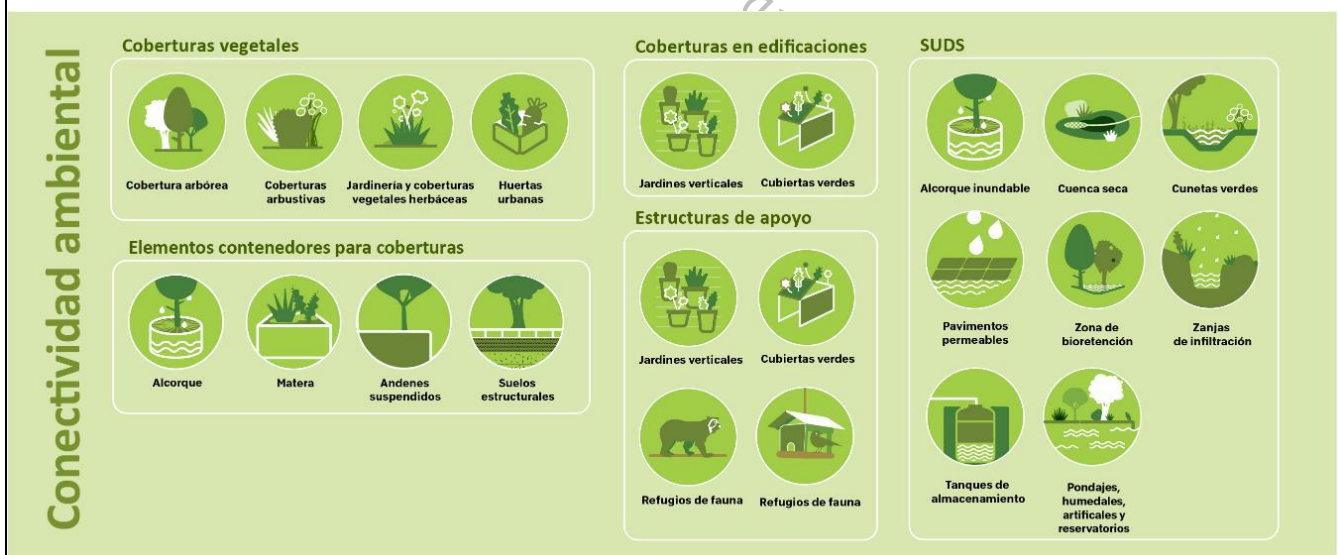 Conectividad ambiental
Coberturas vegetales
Cobertura arbórea
Coberturas
arbustivas
Jardinería y coberturas
vegetales herbáceas
Huertas
urbanas
Elementos contenedores para coberturas
Alcorque
Matera
Andenes
suspendidos
Suelos
estructurales
Coberturas en edificaciones
Jardines verticales
Cubiertas verdes
Estructuras de apoyo
Jardines verticales
Cubiertas verdes
Refugios de fauna
Refugios de fauna
SUDS
Alcorque inundable
Cuenca seca
Cunetas verdes
Pavimentos
permeables
Zona de
bioretención
Zanjas
de infiltración
Tanques de
almacenamiento
Pondajes,
humedales,
artificales y
reservatorios